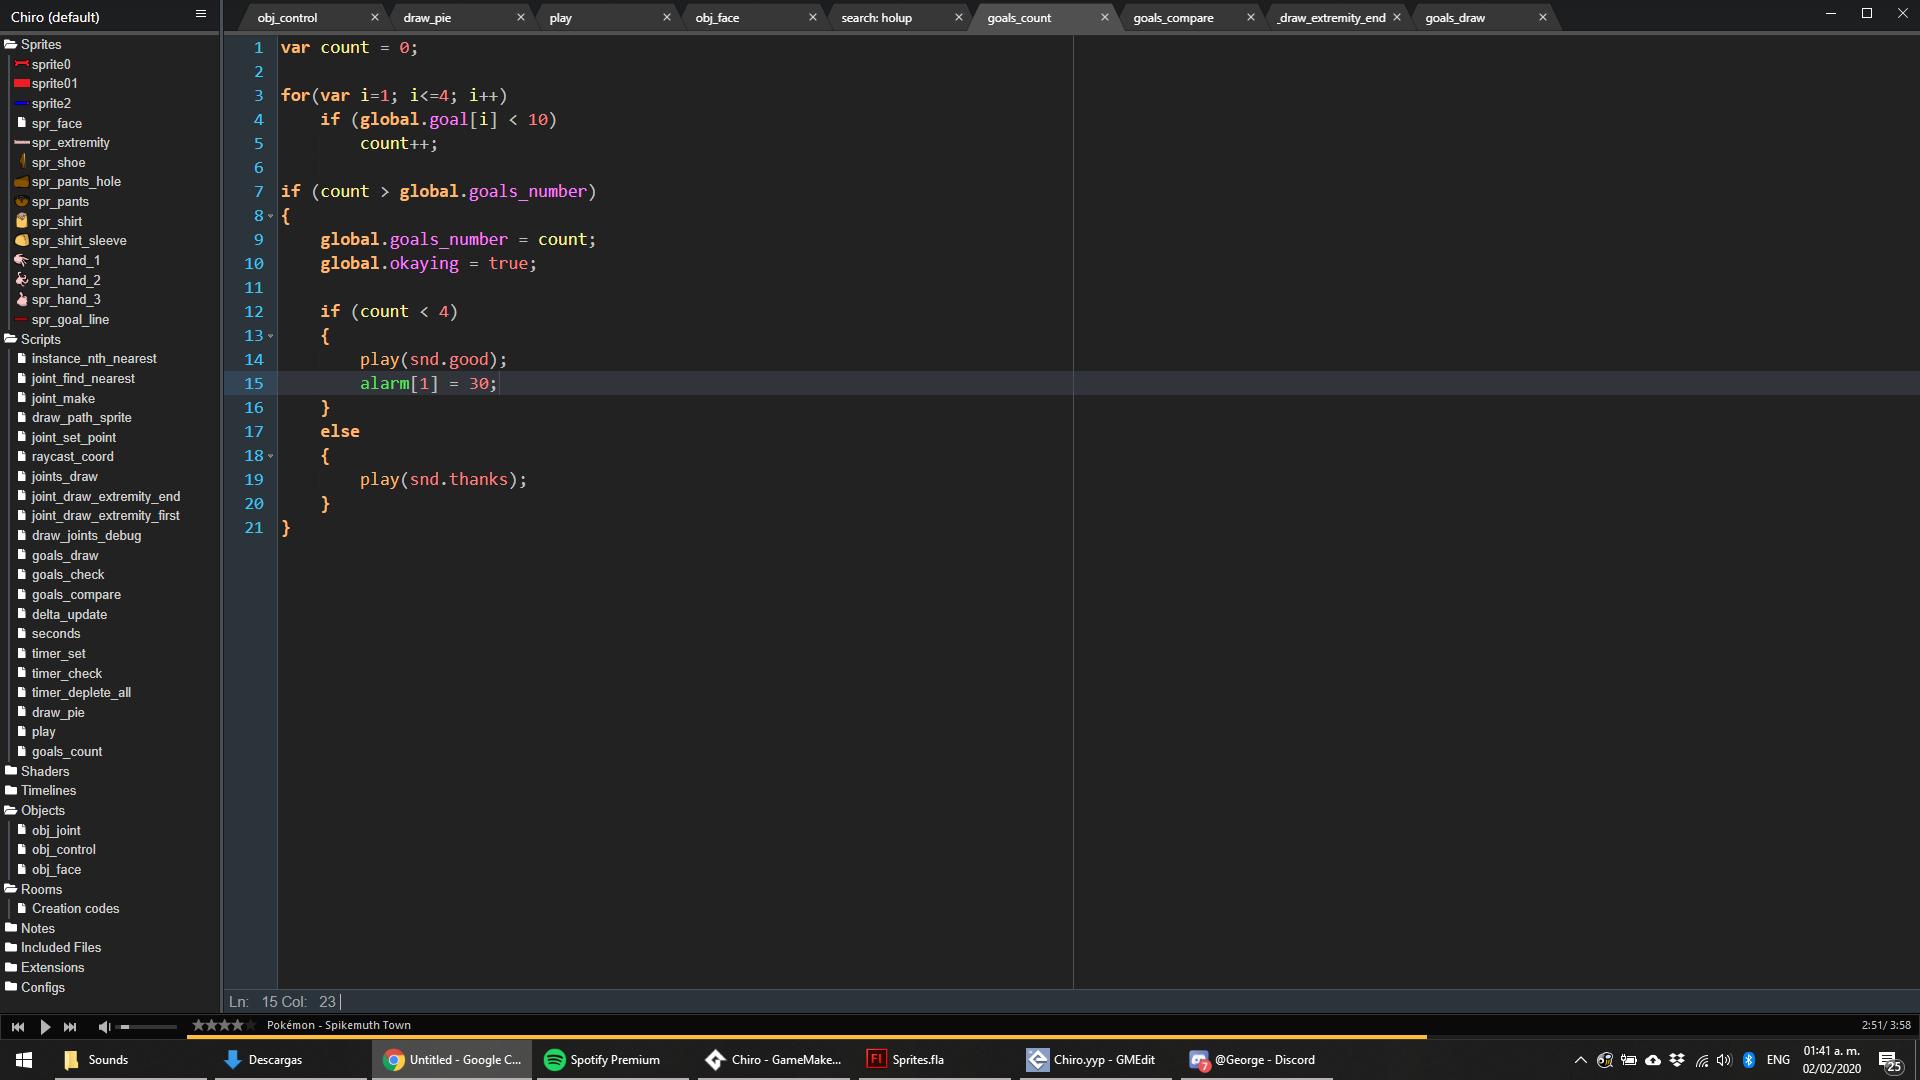 Chiro (default)
obj_control
draw_pie
play
obj_face
search: holup
goals_count
goals_compare
_draw_extremity_end
goals_draw
Sprites
sprite0
sprite01
sprite2
spr_face
spr_extremity
spr_shoe
spr_pants_hole
spr_pants
spr_shirt
spr_shirt_sleeve
spr_hand_1
spr_hand_2
spr_hand_3
spr_goal_line
Scripts
instance_nth_nearest
joint_find_nearest
joint_make
draw_path_sprite
joint_set_point
raycast_coord
joints_draw
joint_draw_extremity_end
joint_draw_extremity_first
draw_joints_debug
goals_draw
goals_check
goals_compare
delta_update
seconds
timer_set
timer_check
timer_deplete_all
draw_pie
play
goals_count
Shaders
Timelines
Objects
obj_joint
obj_control
obj_face
Rooms
Creation codes
Notes
Included Files
Extensions
Configs
1 var count = 0;
2
3 for(var i=1; i<=4; i++)
4 if (global.goal[i] < 10)
5 count++;
6
7 if (count > global.goals_number)
8 {
9 global.goals_number = count;
10 global.okaying = true;
11
12 if (count < 4)
13 {
14 play(snd.good);
15 alarm[1] = 30;
16 }
17 else
18 {
19 play(snd.thanks);
20 }
21 }
Ln: 15 Col: 23
Pokémon - Spikemuth Town
2:51/ 3:58
Sounds
Descargas
Untitled - Google C...
Spotify Premium
Chiro - GameMake...
Fl
Sprites.fla
Chiro.yyp - GMEdit
7
@George - Discord
ENG
01:41 a. m.
02/02/2020
25